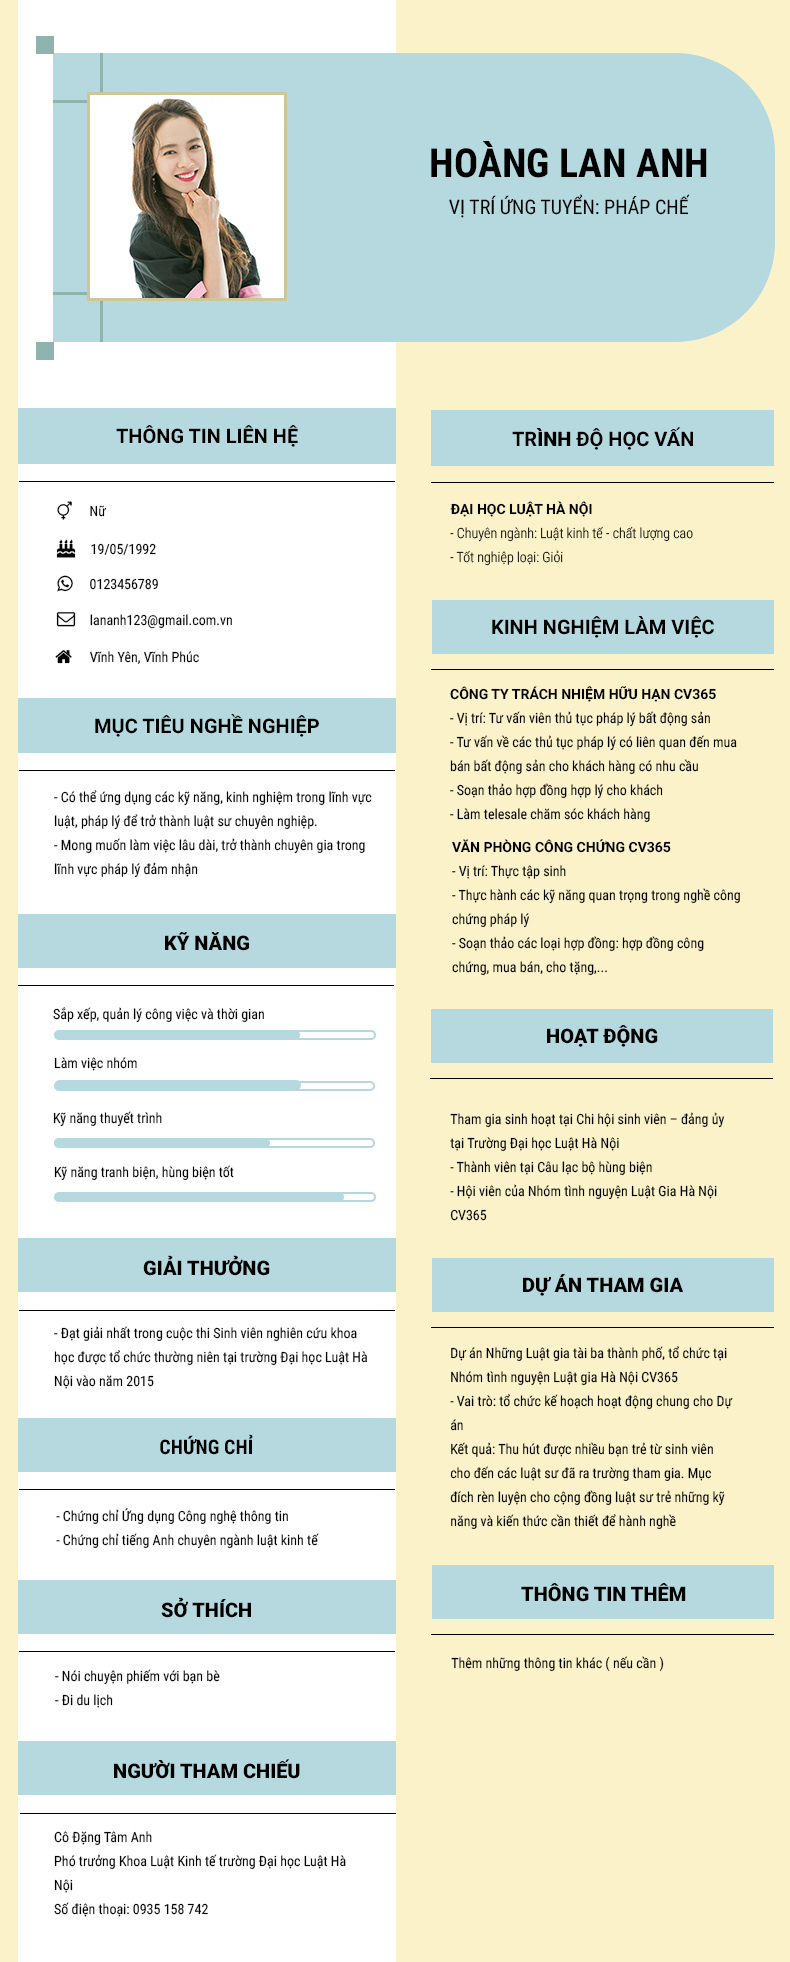 HOÀNG LAN ANH
VỊ TRÍ ỨNG TUYỂN: PHÁP CHẾ
THÔNG TIN LIÊN HỆ
Nữ
19/05/1992
0123456789
lananh123@gmail.com.vn
Vĩnh Yên, Vĩnh Phúc
MỤC TIÊU NGHỀ NGHIỆP
- Có thể ứng dụng các kỹ năng, kinh nghiệm trong lĩnh vực
luật, pháp lý để trở thành luật sư chuyên nghiệp.
- Mong muốn làm việc lâu dài, trở thành chuyên gia trong
lĩnh vực pháp lý đảm nhận
KỸ NĂNG
Sắp xếp, quản lý công việc và thời gian
Làm việc nhóm
Kỹ năng thuyết trình
Kỹ năng tranh biện, hùng biện tốt
GIẢI THƯỞNG
- Đạt giải nhất trong cuộc thi Sinh viên nghiên cứu khoa
học được tổ chức thường niên tại trường Đại học Luật Hà
Nội vào năm 2015
CHỨNG CHỈ
- Chứng chỉ Ứng dụng Công nghệ thông tin
- Chứng chỉ tiếng Anh chuyên ngành luật kinh tế
SỞ THÍCH
- Nói chuyện phiếm với bạn bè
- Đi du lịch
NGƯỜI THAM CHIẾU
Cô Đặng Tâm Anh
Phó trưởng Khoa Luật Kinh tế trường Đại học Luật Hà
Nội
Số điện thoại: 0935 158 742
TRÌNH ĐỘ HỌC VẤN
ĐẠI HỌC LUẬT HÀ NỘI
- Chuyên ngành: Luật kinh tế - chất lượng cao
- Tốt nghiệp loại: Giỏi
KINH NGHIỆM LÀM VIỆC
CÔNG TY TRÁCH NHIỆM HỮU HẠN CV365
- Vị trí: Tư vấn viên thủ tục pháp lý bất động sản
- Tư vấn về các thủ tục pháp lý có liên quan đến mua
bán bất động sản cho khách hàng có nhu cầu
- Soạn thảo hợp đồng hợp lý cho khách
- Làm telesale chăm sóc khách hàng
VĂN PHÒNG CÔNG CHỨNG CV365
- Vị trí: Thực tập sinh
- Thực hành các kỹ năng quan trọng trong nghề công
chứng pháp lý
- Soạn thảo các loại hợp đồng: hợp đồng công
chứng, mua bán, cho tặng,...
HOẠT ĐỘNG
Tham gia sinh hoạt tại Chi hội sinh viên – đảng ủy
tại Trường Đại học Luật Hà Nội
- Thành viên tại Câu lạc bộ hùng biện
- Hội viên của Nhóm tình nguyện Luật Gia Hà Nội
CV365
DỰ ÁN THAM GIA
Dự án Những Luật gia tài ba thành phố, tổ chức tại
Nhóm tình nguyện Luật gia Hà Nội CV365
- Vai trò: tổ chức kế hoạch hoạt động chung cho Dự
án
Kết quả: Thu hút được nhiều bạn trẻ từ sinh viên
cho đến các luật sư đã ra trường tham gia. Mục
đích rèn luyện cho cộng đồng luật sư trẻ những kỹ
năng và kiến thức cần thiết để hành nghề
THÔNG TIN THÊM
Thêm những thông tin khác ( nếu cần )